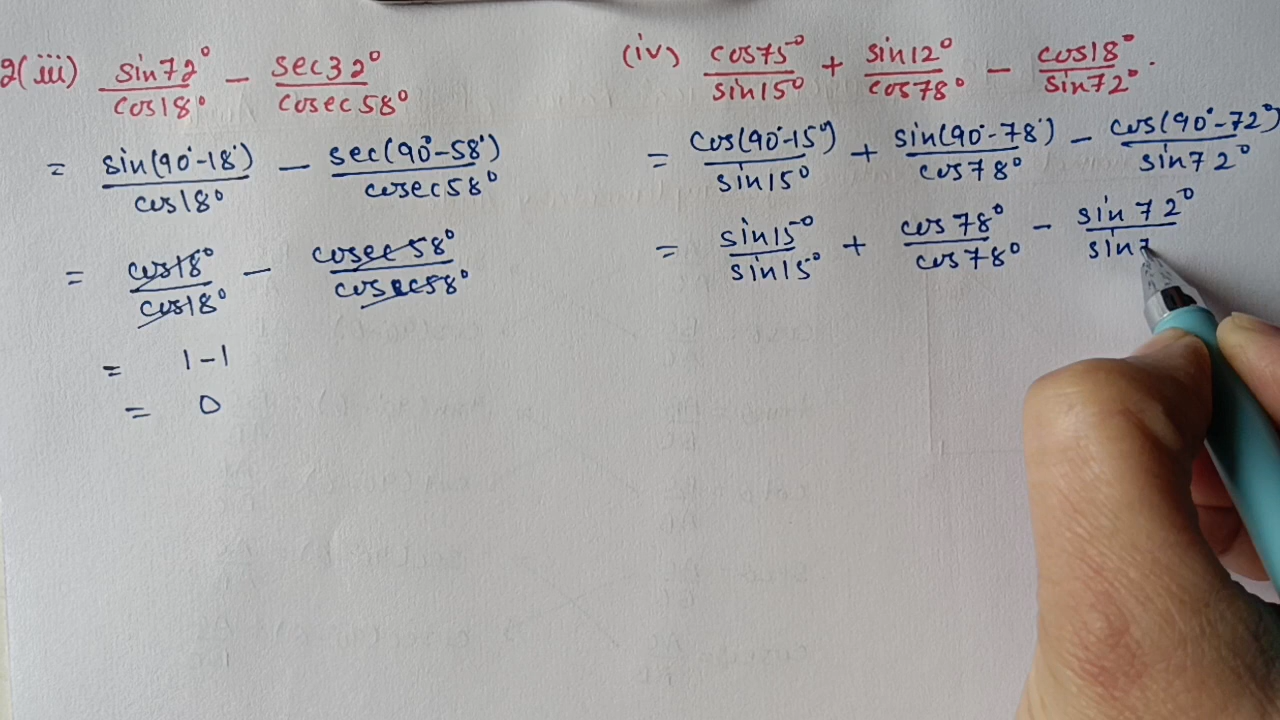 2(iii) sin72°/cos18° − sec32°/cosec58°
= sin(90°-18°)/cos18° − sec(90°-58°)/cosec58°
= cos18°/cos18° − cosec58°/cosec58°
= 1-1
= 0
(iv) cos75°/sin15° + sin12°/cos78° − cos18°/sin72°.
= cos(90°-15°)/sin15° + sin(90°-78°)/cos78° − cos(90°-72°)/sin72°
= sin15°/sin15° + cos78°/cos78° − sin72°/sin7